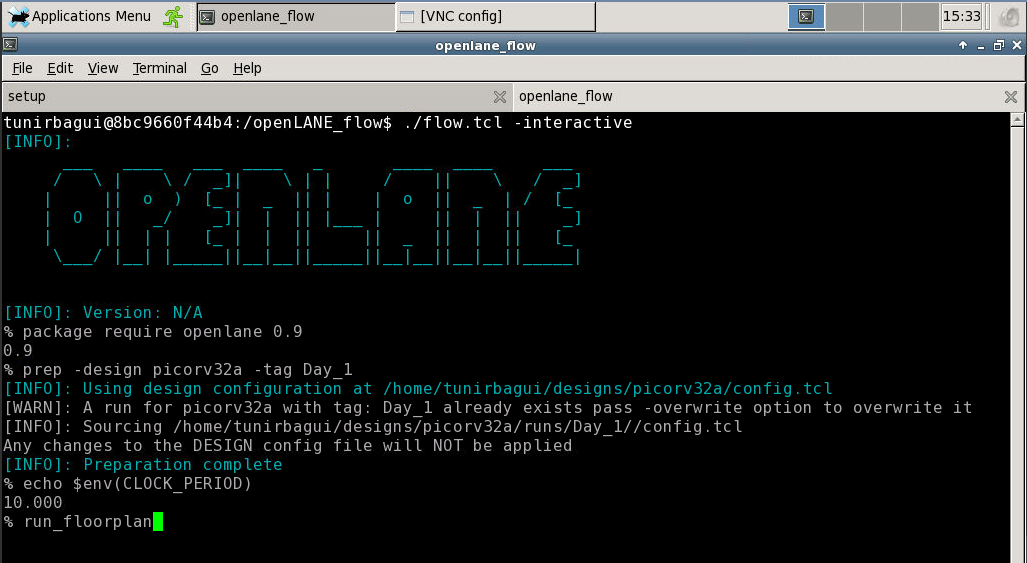 Applications Menu openlane_flow [VNC config] 15:33
openlane_flow
File Edit View Terminal Go Help
setup openlane_flow
tunirbagui@8bc9660f44b4:/openLANE_flow$ ./flow.tcl -interactive
[INFO]:
OPENLANE
[INFO]: Version: N/A
% package require openlane 0.9
0.9
% prep -design picorv32a -tag Day_1
[INFO]: Using design configuration at /home/tunirbagui/designs/picorv32a/config.tcl
[WARN]: A run for picorv32a with tag: Day_1 already exists pass -overwrite option to overwrite it
[INFO]: Sourcing /home/tunirbagui/designs/picorv32a/runs/Day_1//config.tcl
Any changes to the DESIGN config file will NOT be applied
[INFO]: Preparation complete
% echo $env(CLOCK_PERIOD)
10.000
% run_floorplan